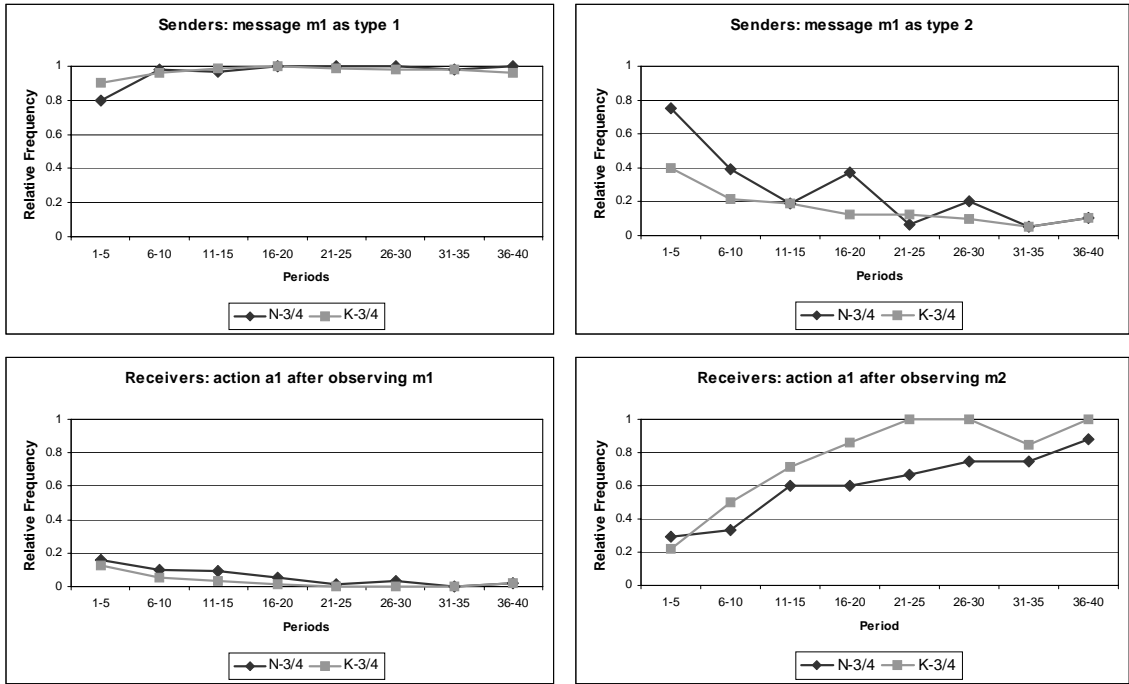 Senders: message m1 as type 1
Relative Frequency
1
0.8
0.6
0.4
0.2
0
1-5 6-10 11-15 16-20 21-25 26-30 31-35 36-40
Periods
N-3/4 K-3/4
Senders: message m1 as type 2
Relative Frequency
1
0.8
0.6
0.4
0.2
0
1-5 6-10 11-15 16-20 21-25 26-30 31-35 36-40
Periods
N-3/4 K-3/4
Receivers: action a1 after observing m1
Relative Frequency
1
0.8
0.6
0.4
0.2
0
1-5 6-10 11-15 16-20 21-25 26-30 31-35 36-40
Periods
N-3/4 K-3/4
Receivers: action a1 after observing m2
Relative Frequency
1
0.8
0.6
0.4
0.2
0
1-5 6-10 11-15 16-20 21-25 26-30 31-35 36-40
Period
N-3/4 K-3/4